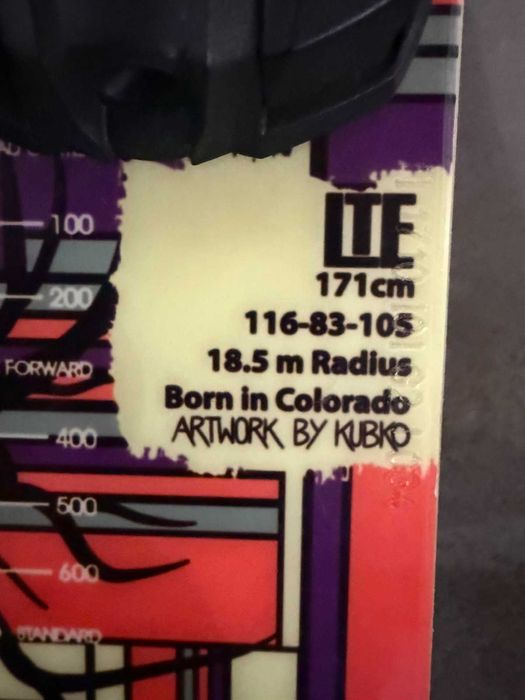 LTE
171cm
116-83-105
18.5 m Radius
Born in Colorado
ARTWORK BY KUBKO
100
200
FORWARD
400
500
600
STANDARD